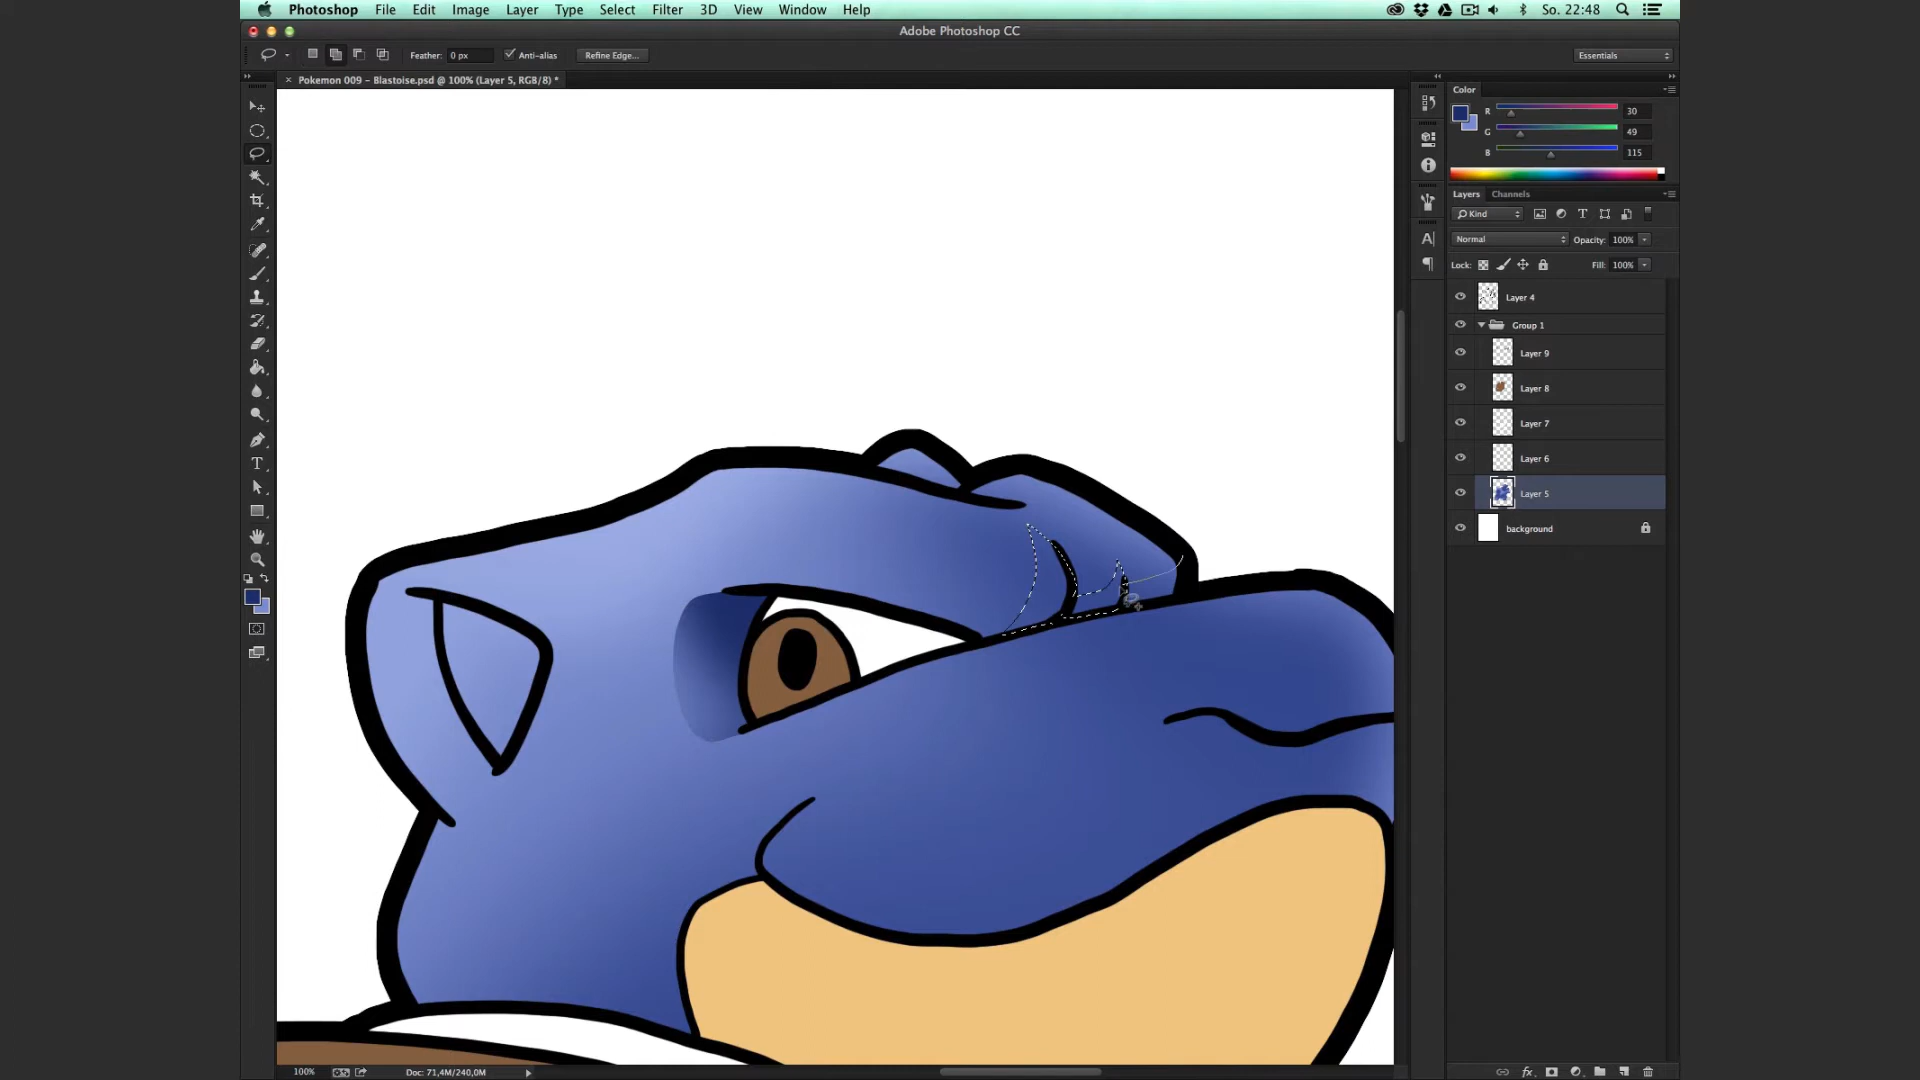 Photoshop File Edit Image Layer Type Select Filter 3D View Window Help So. 22:48
Adobe Photoshop CC
Feather: 0 px Anti-alias Refine Edge... Essentials
× Pokemon 009 - Blastoise.psd @ 100% (Layer 5, RGB/8) *
Color
R 30
G 49
B 115
Layers Channels
Kind
Normal Opacity: 100%
Lock: Fill: 100%
Layer 4
Group 1
Layer 9
Layer 8
Layer 7
Layer 6
Layer 5
background
100% Doc: 71,4M/240,0M